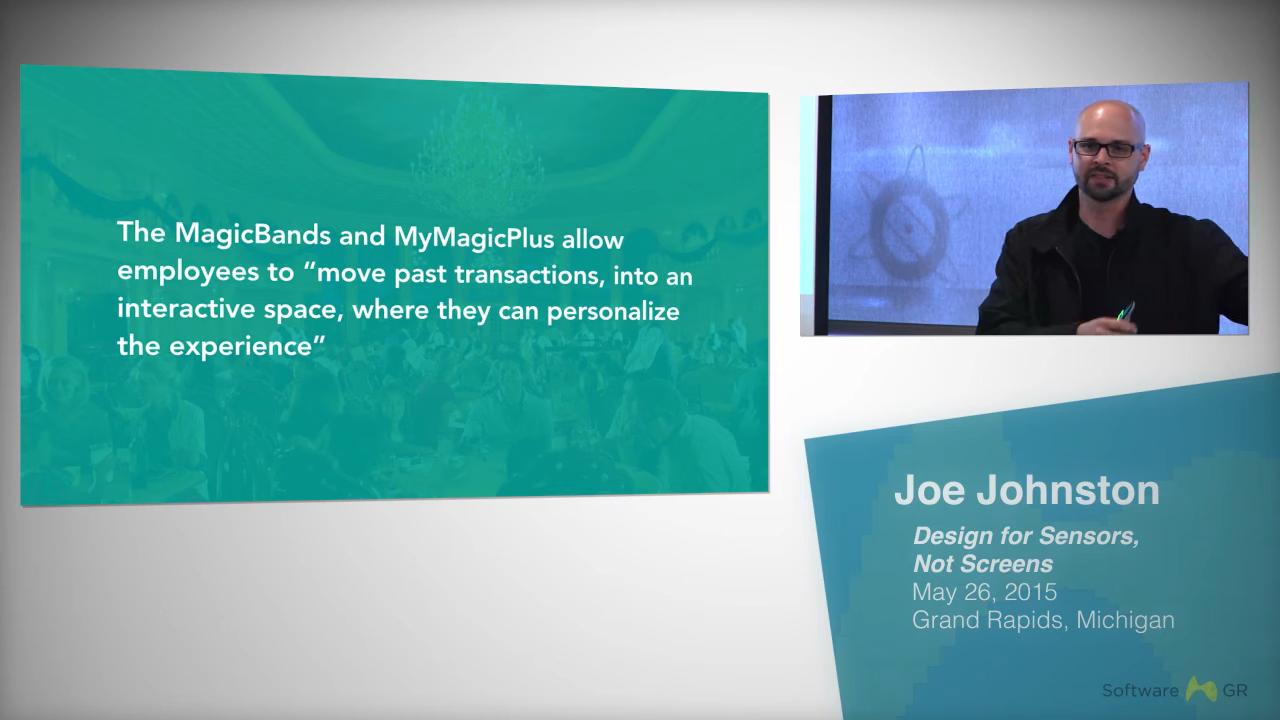 The MagicBands and MyMagicPlus allow
employees to “move past transactions, into an
interactive space, where they can personalize
the experience”
Joe Johnston
Design for Sensors,
Not Screens
May 26, 2015
Grand Rapids, Michigan
Software GR